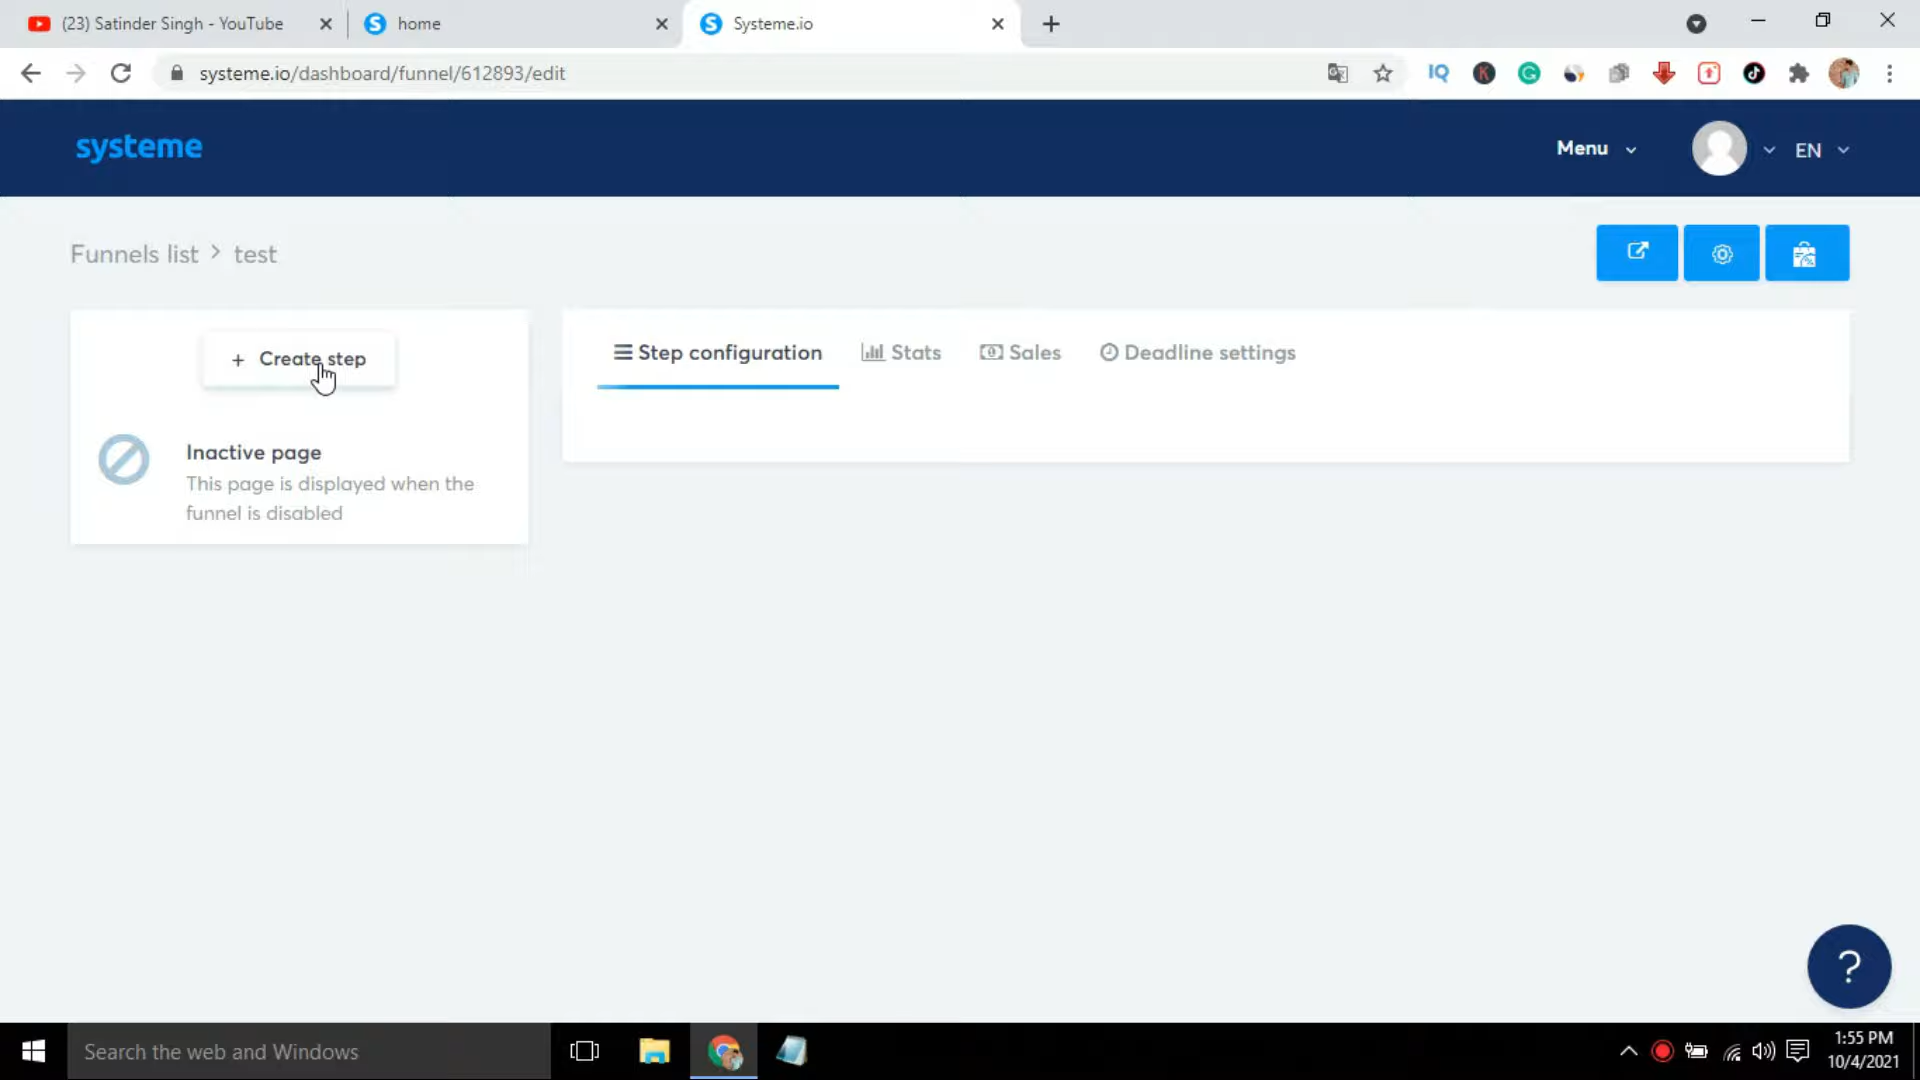 (23) Satinder Singh - YouTube
home
Systeme.io
systeme.io/dashboard/funnel/612893/edit
IQ
systeme
Menu
EN
Funnels list > test
+ Create step
Inactive page
This page is displayed when the
funnel is disabled
Step configuration
Stats
Sales
Deadline settings
?
Search the web and Windows
1:55 PM
10/4/2021